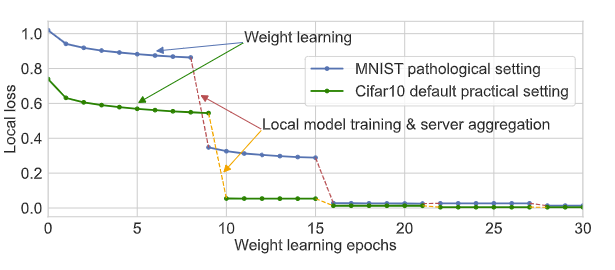 Weight learning
MNIST pathological setting
Cifar10 default practical setting
Local model training & server aggregation
Local loss
1.0
0.8
0.6
0.4
0.2
0.0
0 5 10 15 20 25 30
Weight learning epochs